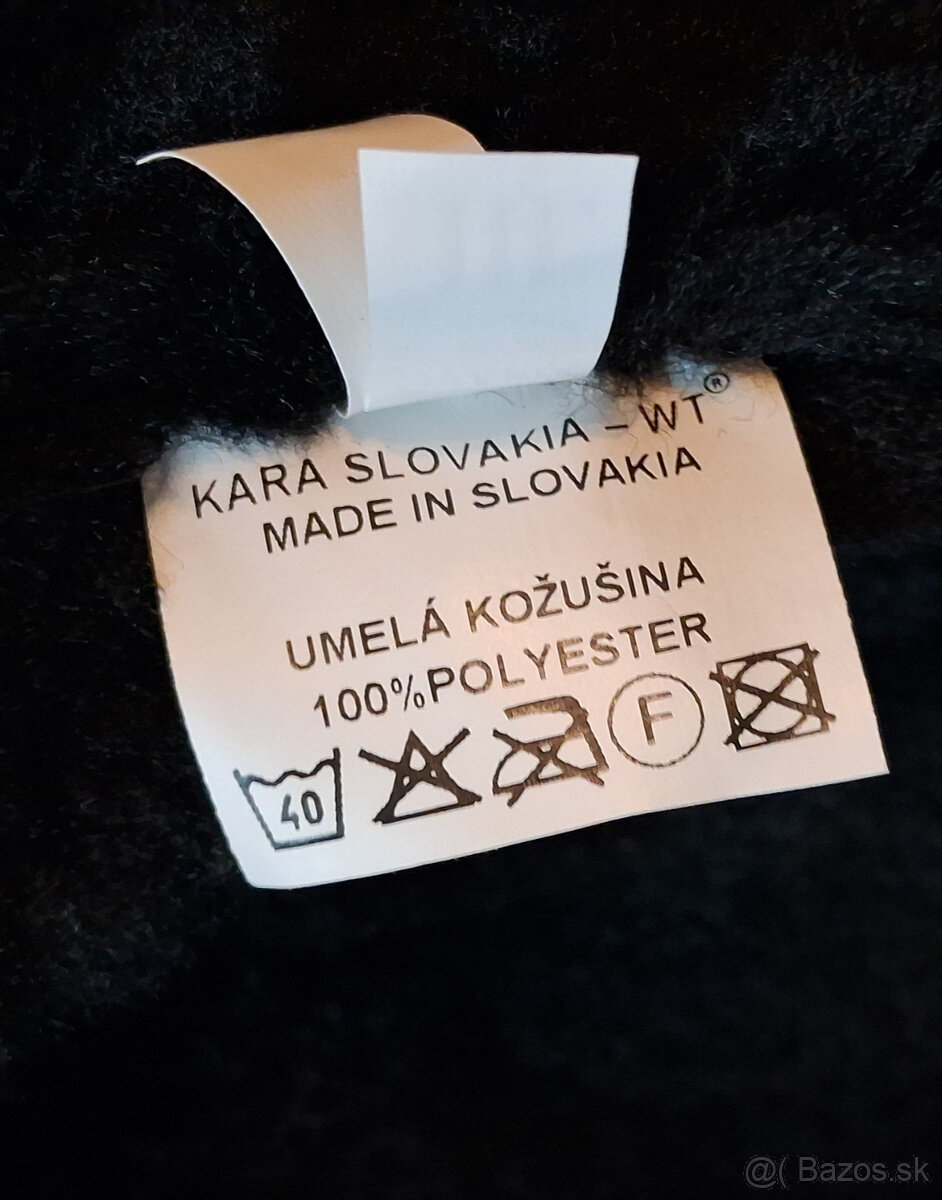 KARA SLOVAKIA – WT®
MADE IN SLOVAKIA
UMELÁ KOŽUŠINA
100%POLYESTER
40
F
@( Bazos.sk